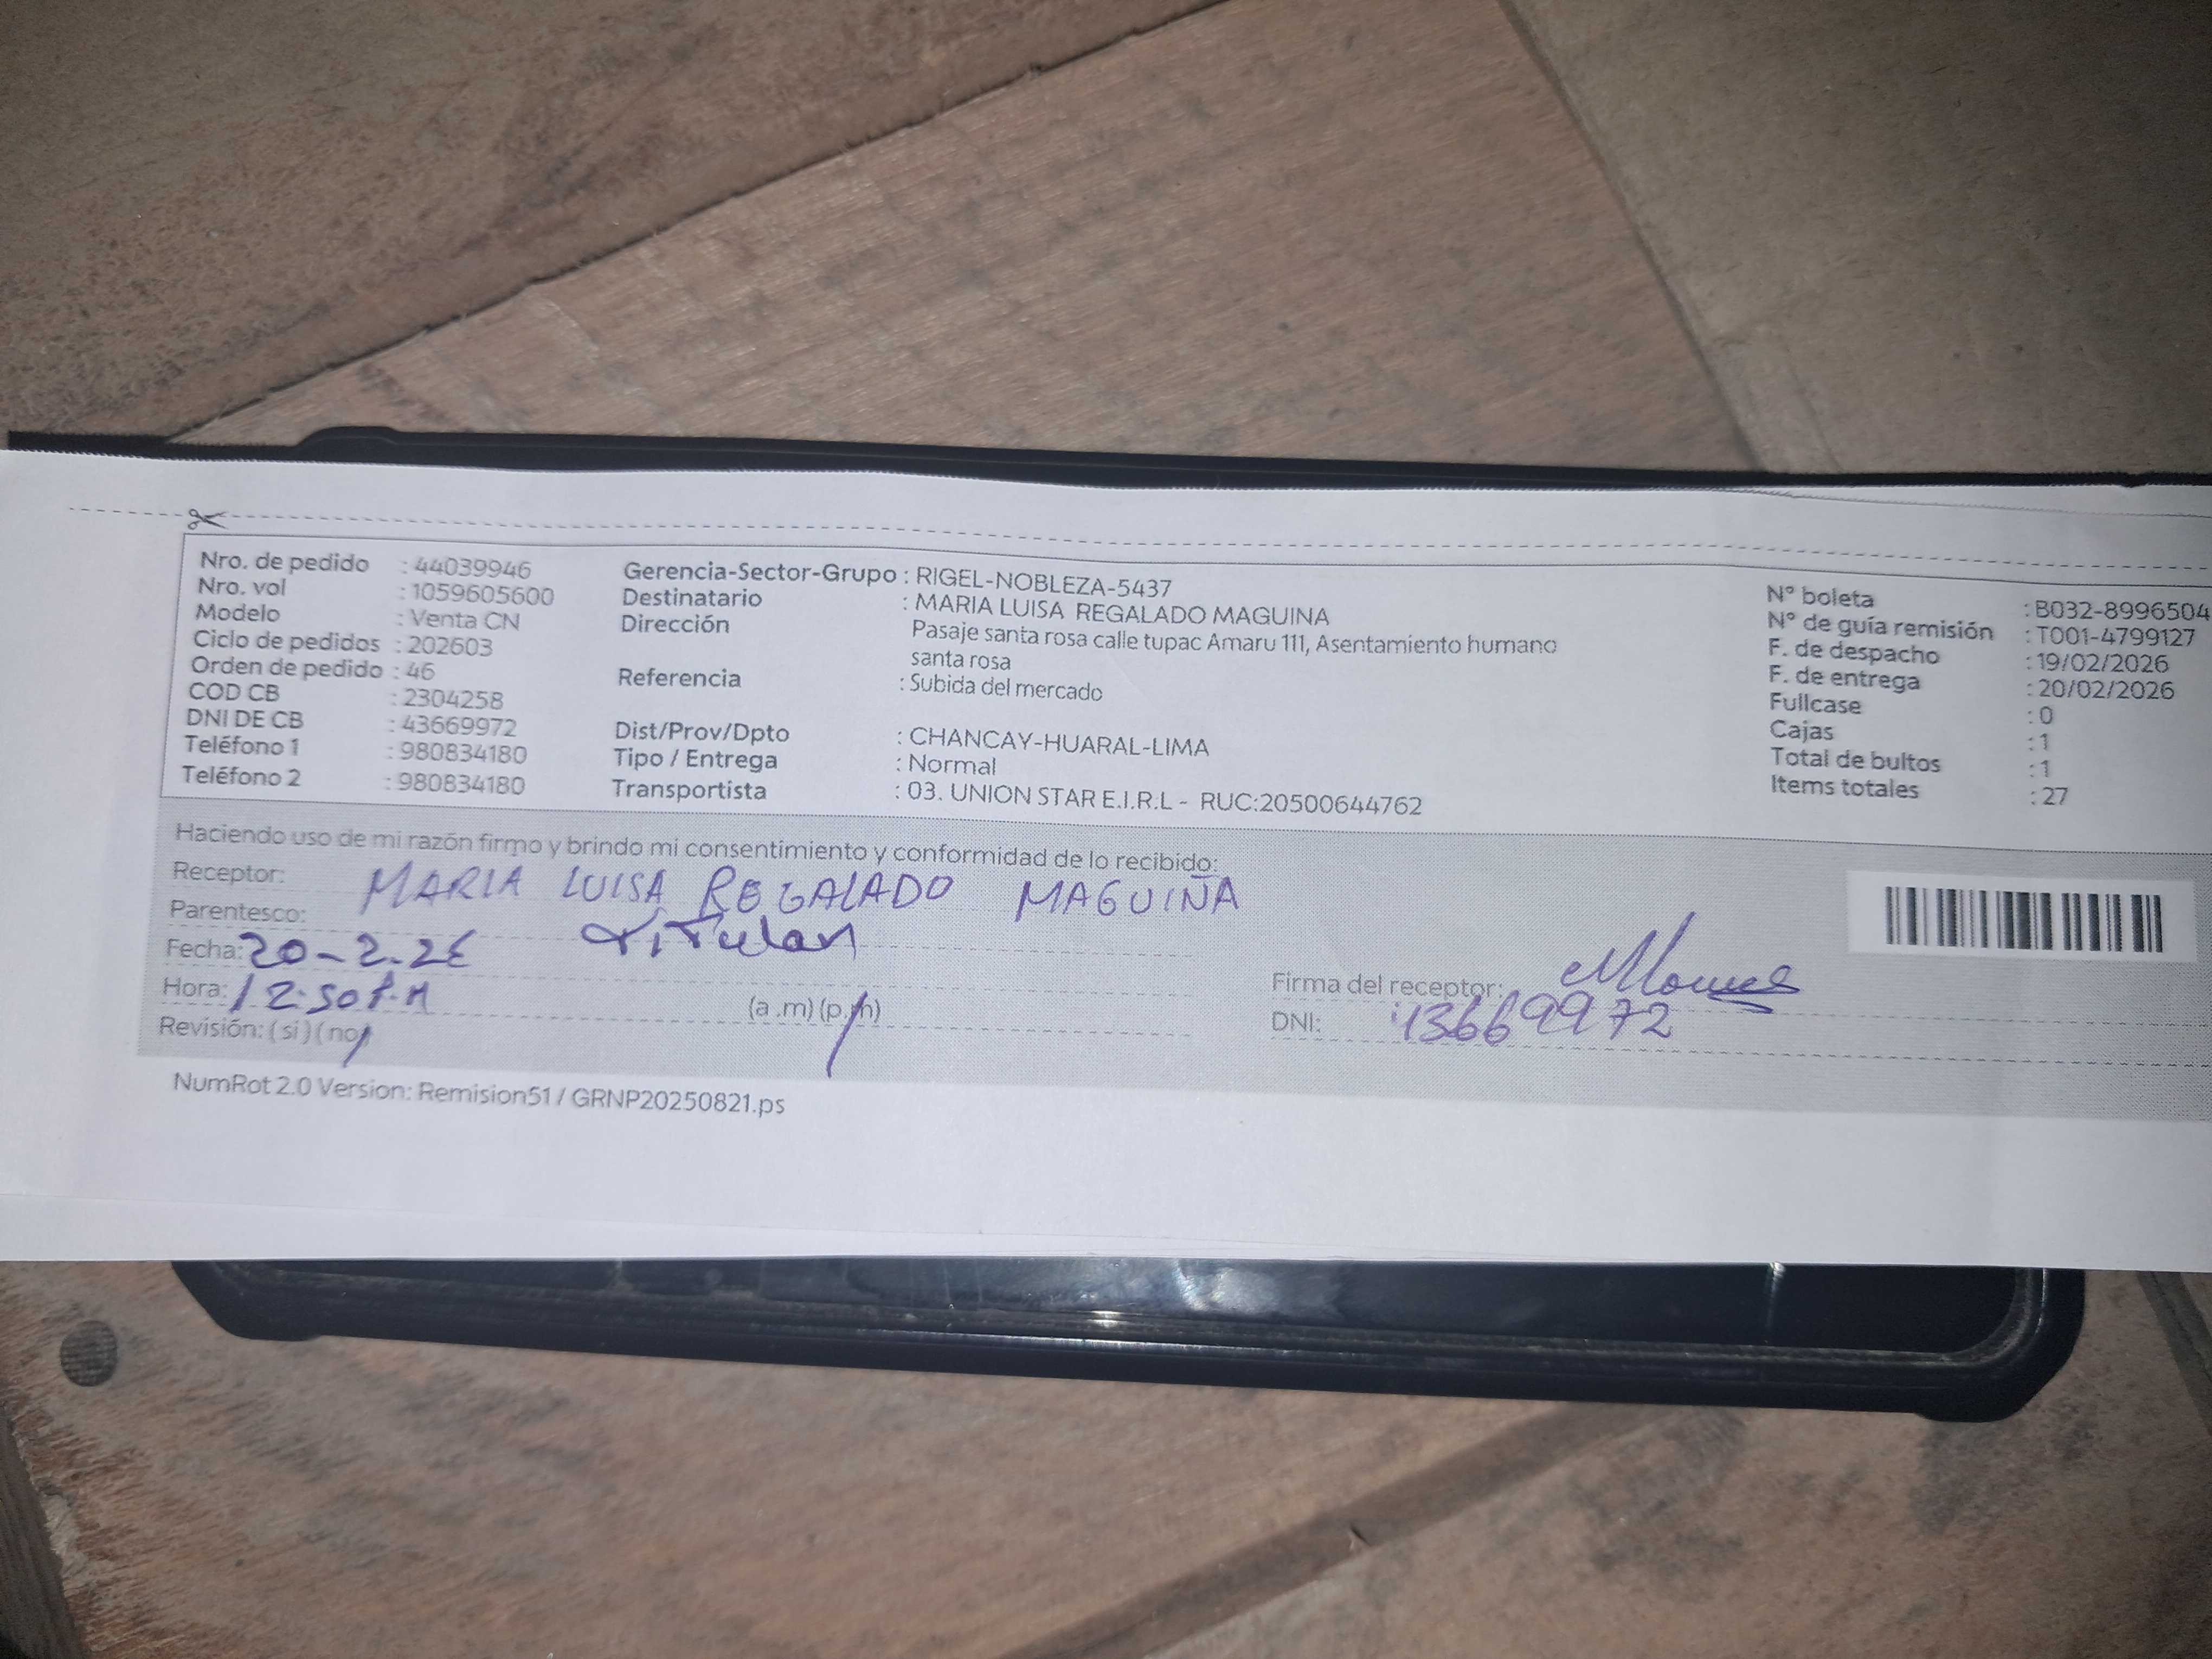 Nro. de pedido : 44039946
Nro. vol : 1059605600
Modelo : Venta CN
Ciclo de pedidos : 202603
Orden de pedido : 46
COD CB : 2304258
DNI DE CB : 43669972
Teléfono 1 : 980834180
Teléfono 2 : 980834180
Gerencia-Sector-Grupo : RIGEL-NOBLEZA-5437
Destinatario : MARIA LUISA REGALADO MAGUINA
Dirección Pasaje santa rosa calle tupac Amaru 111, Asentamiento humano
santa rosa
Referencia : Subida del mercado
Dist/Prov/Dpto : CHANCAY-HUARAL-LIMA
Tipo / Entrega : Normal
Transportista : 03. UNION STAR E.I.R.L - RUC:20500644762
N° boleta : B032-8996504
N° de guía remisión : T001-4799127
F. de despacho : 19/02/2026
F. de entrega : 20/02/2026
Fullcase : 0
Cajas : 1
Total de bultos : 1
Items totales : 27
Haciendo uso de mi razón firmo y brindo mi consentimiento y conformidad de lo recibido:
Receptor: MARIA LUISA REGALADO MAGUIÑA
Parentesco: Titular
Fecha: 20-2-26
Hora: 12:50 P.M (a .m) (p.m)
Revisión: ( si ) ( no )
Firma del receptor:
DNI: 43669972
NumRot 2.0 Version: Remision51 / GRNP20250821.ps